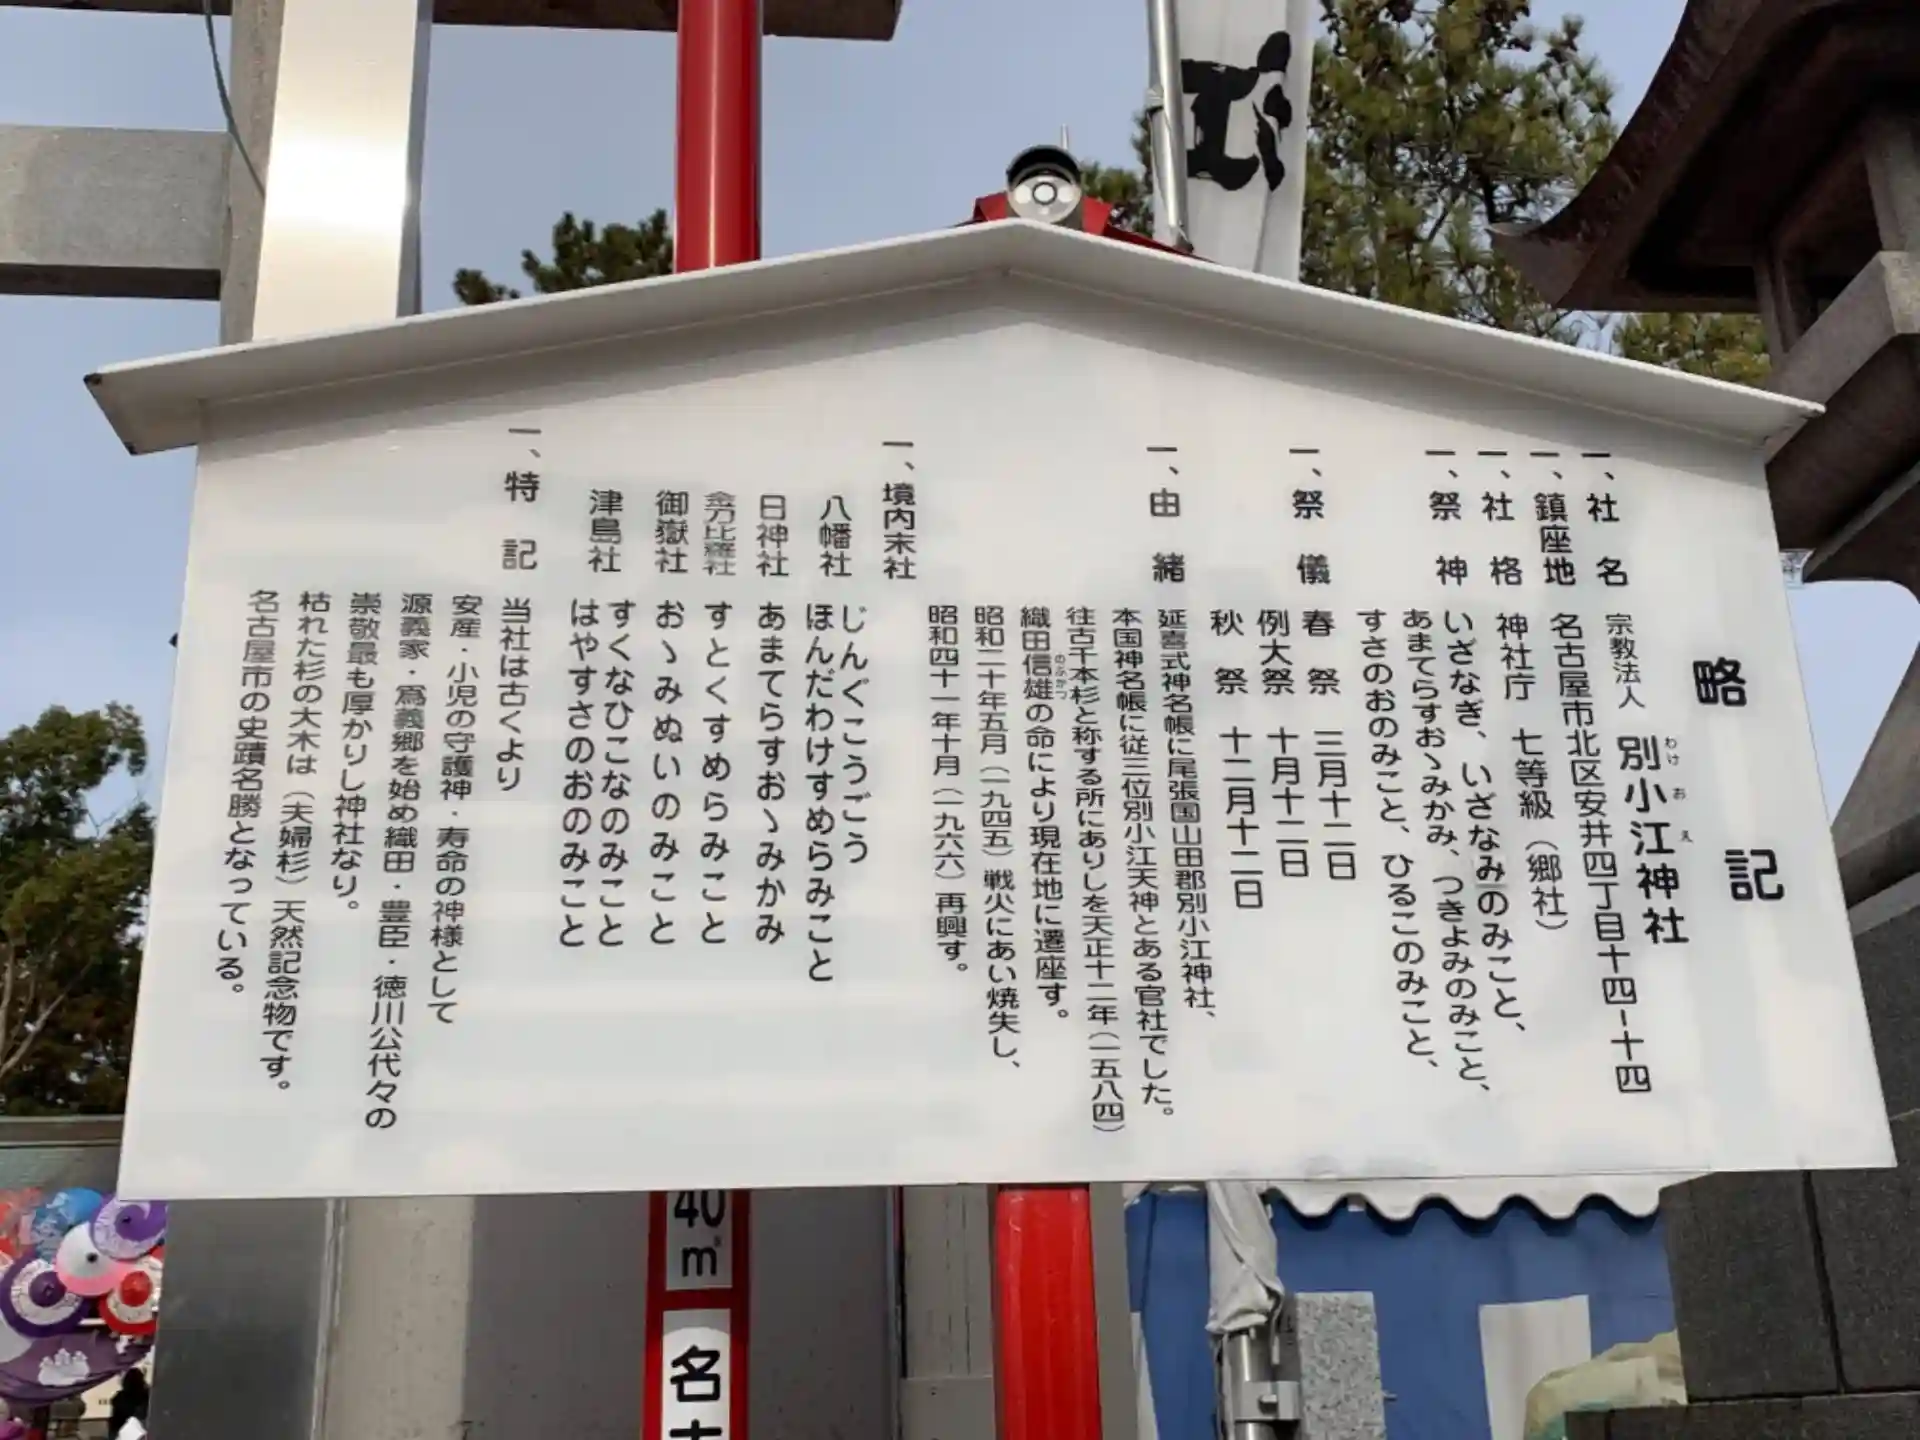 略記
一、社名 宗教法人 別小江神社
わけ お え
一、鎮座地 名古屋市北区安井四丁目十四-十四
一、社格 神社庁 七等級（郷社）
一、祭神 いざなぎ、いざなみのみこと、
あまてらすおゝみかみ、つきよみのみこと、
すさのおのみこと、ひるこのみこと、
一、祭儀 春祭 三月十二日
例大祭 十月十二日
秋祭 十二月十二日
一、由緒 延喜式神名帳に尾張国山田郡別小江神社、
本国神名帳に従三位別小江天神とある官社でした。
往古千本杉と称する所にありしを天正十二年（一五八四）
織田信雄の命により現在地に遷座す。
のぶかつ
昭和二十年五月（一九四五）戦火にあい焼失し、
昭和四十一年十月（一九六六）再興す。
一、境内末社
八幡社 じんぐこうごう
ほんだわけすめらみこと
日神社 あまてらすおゝみかみ
金刀比羅社 すとくすめらみこと
御嶽社 おゝみぬいのみこと
すくなひこなのみこと
津島社 はやすさのおのみこと
一、特記 当社は古くより
安産・小児の守護神・寿命の神様として
源義家・為義郷を始め織田・豊臣・徳川公代々の
崇敬最も厚かりし神社なり。
枯れた杉の大木は（夫婦杉）天然記念物です。
名古屋市の史蹟名勝となっている。
40
m
名古